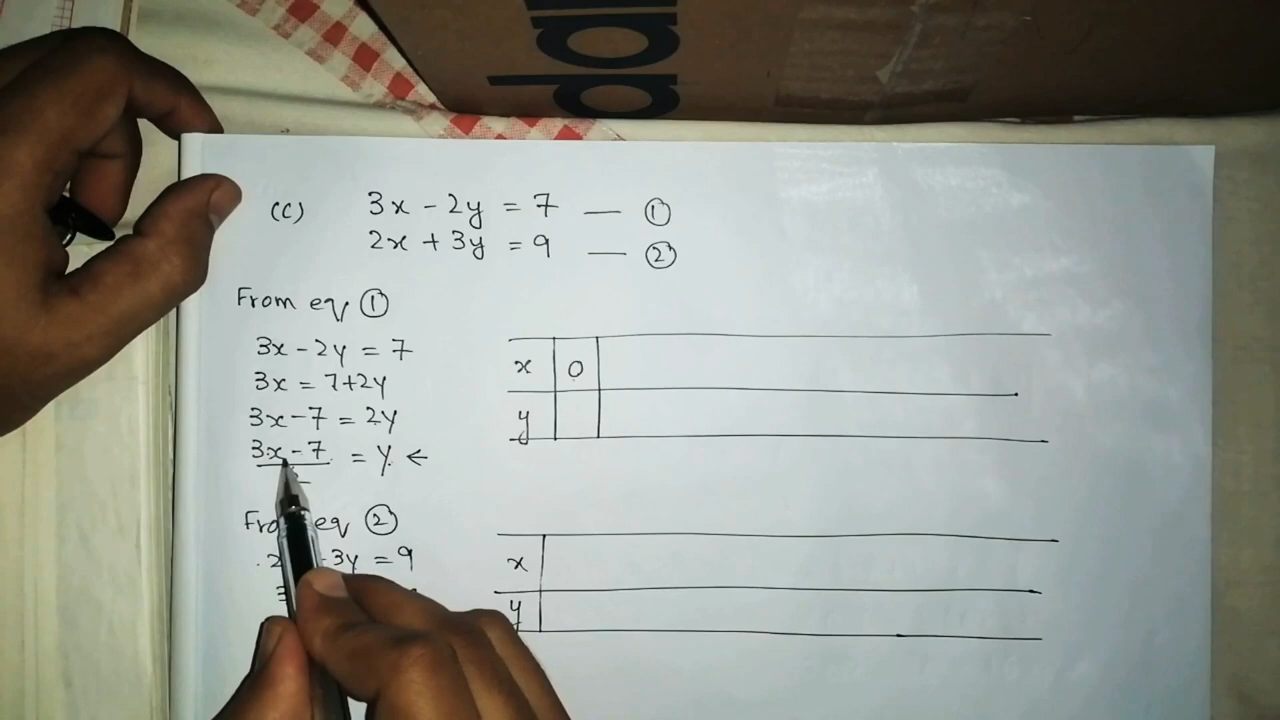 (C) 3x - 2y = 7 — ①
2x + 3y = 9 — ②
From eq ①
3x - 2y = 7
3x = 7+2y
3x - 7 = 2y
3x - 7 = y ←
x 0
y
eq ②
3y = 9
x
y